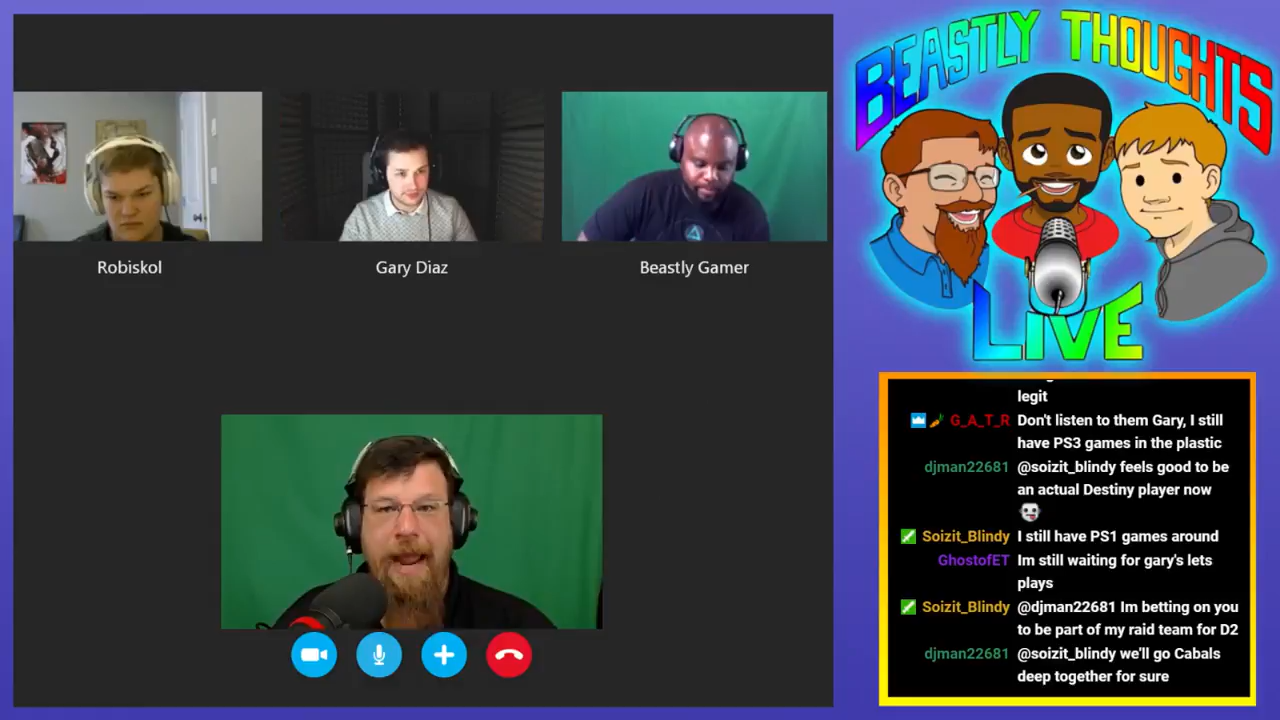 BEASTLY THOUGHTS
LIVE
Robiskol
Gary Diaz
Beastly Gamer
legit
G_A_T_R Don't listen to them Gary, I still
have PS3 games in the plastic
djman22681 @soizit_blindy feels good to be
an actual Destiny player now
Soizit_Blindy I still have PS1 games around
GhostofET Im still waiting for gary's lets
plays
Soizit_Blindy @djman22681 Im betting on you
to be part of my raid team for D2
djman22681 @soizit_blindy we'll go Cabals
deep together for sure